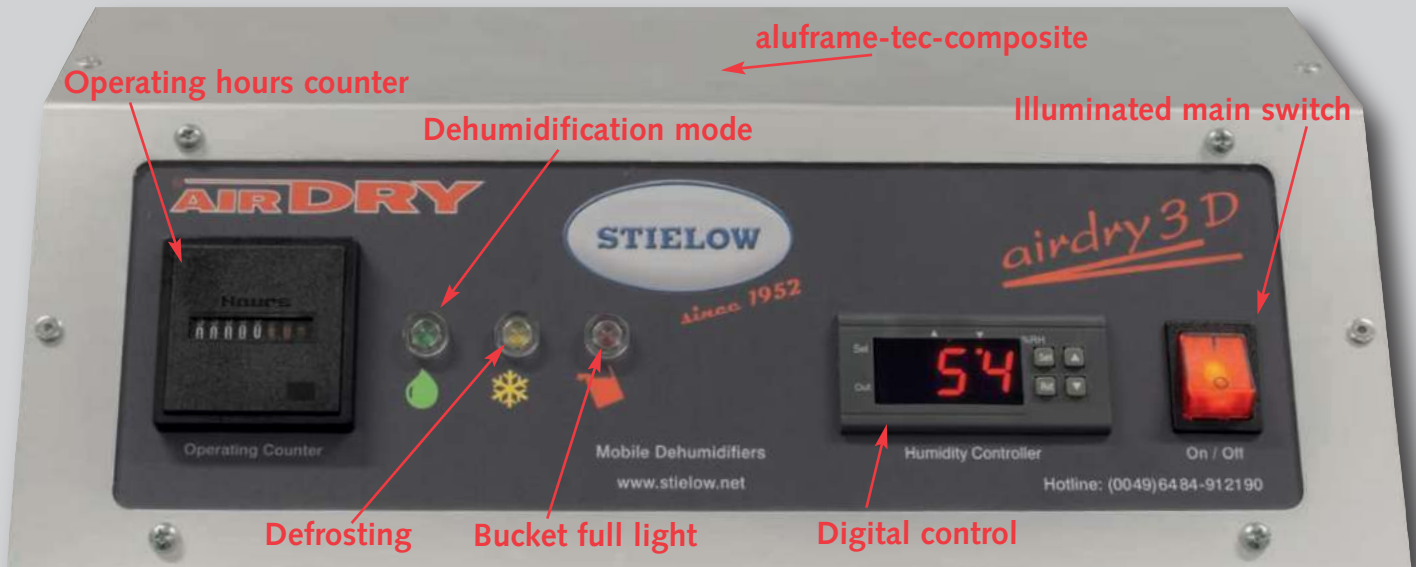 aluframe-tec-composite
Operating hours counter
Illuminated main switch
Dehumidification mode
AIRDRY
STIELOW
since 1952
airdry 3 D
Hours
%RH
Set
Out
Set
Rst
Operating Counter
Mobile Dehumidifiers
www.stielow.net
Humidity Controller
On / Off
Hotline: (0049)6484-912190
Defrosting
Bucket full light
Digital control